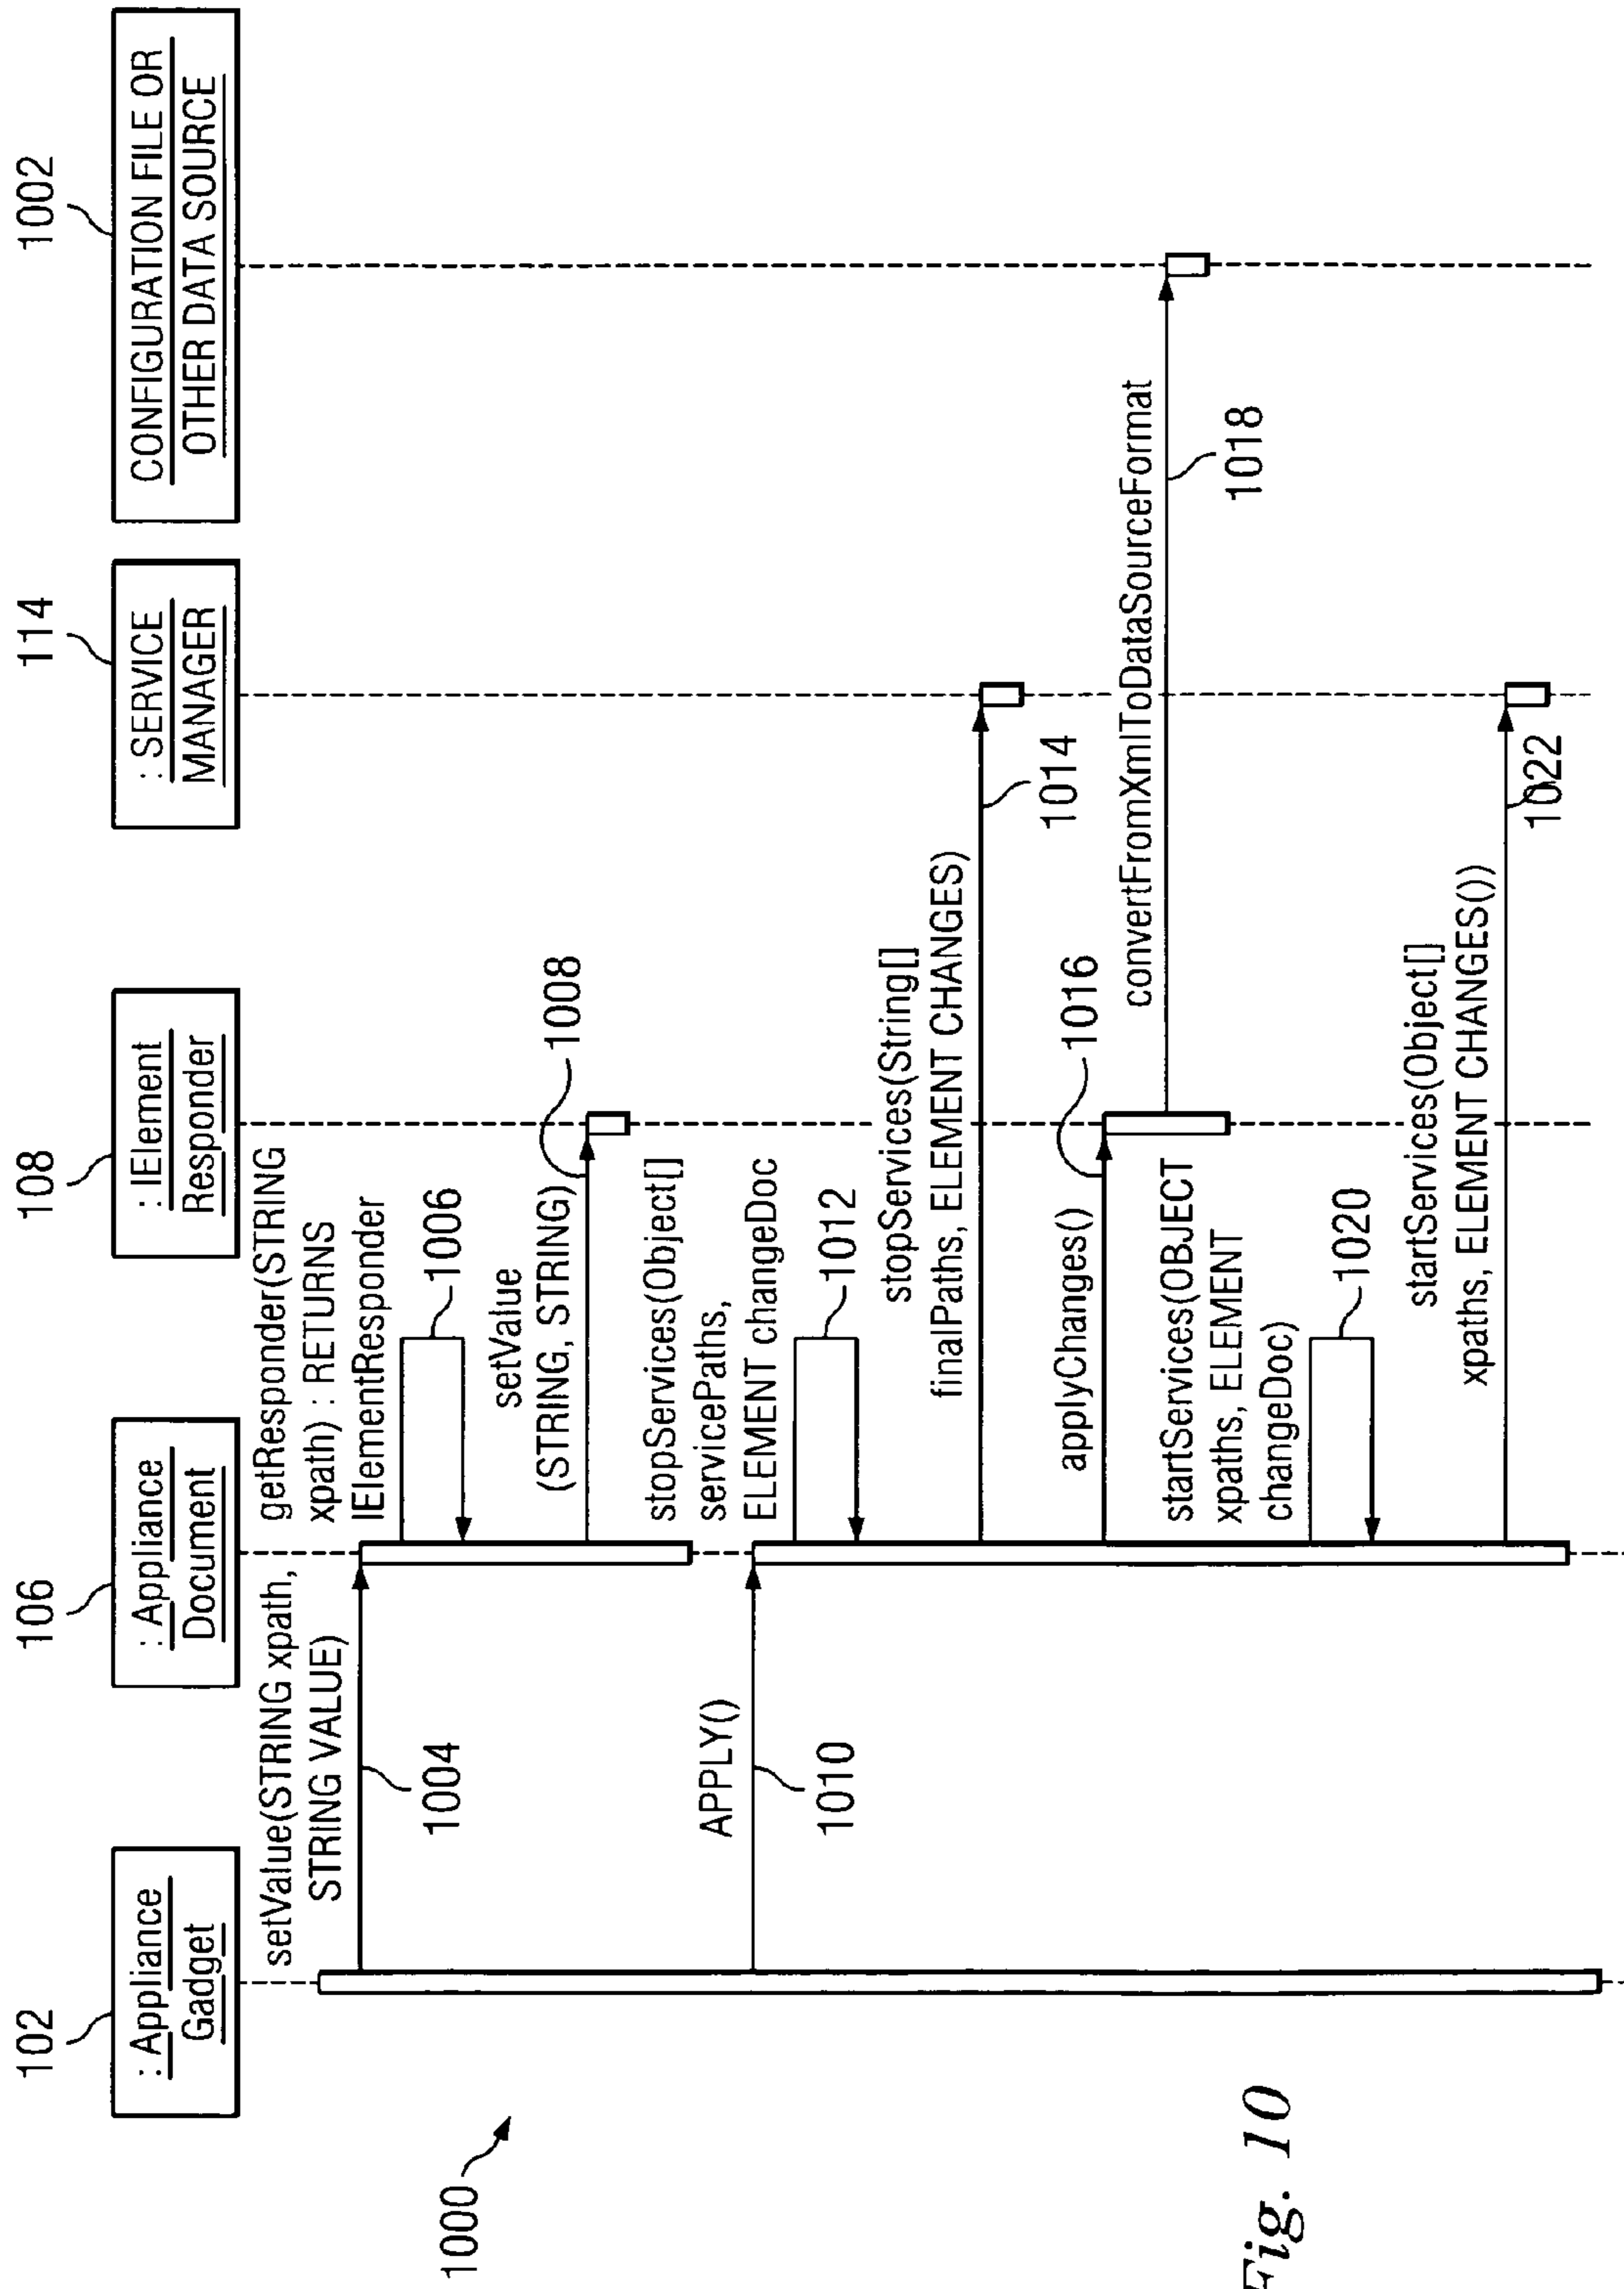 102
106
108
114
1002
: Appliance
Gadget
: Appliance
Document
: IElement
Responder
: SERVICE
MANAGER
CONFIGURATION FILE OR
OTHER DATA SOURCE
1000
setValue(STRING xpath,
STRING VALUE)
1004
getResponder(STRING
xpath) : RETURNS
IElementResponder
1006
setValue
(STRING, STRING)
1008
APPLY()
1010
stopServices(Object[]
servicePaths,
ELEMENT changeDoc
1012
stopServices(String[]
finalPaths, ELEMENT CHANGES)
1014
applyChanges()
1016
convertFromXmlToDataSourceFormat
1018
startServices(OBJECT
xpaths, ELEMENT
changeDoc)
1020
startServices(Object[]
xpaths, ELEMENT CHANGES())
1022
Fig. 10